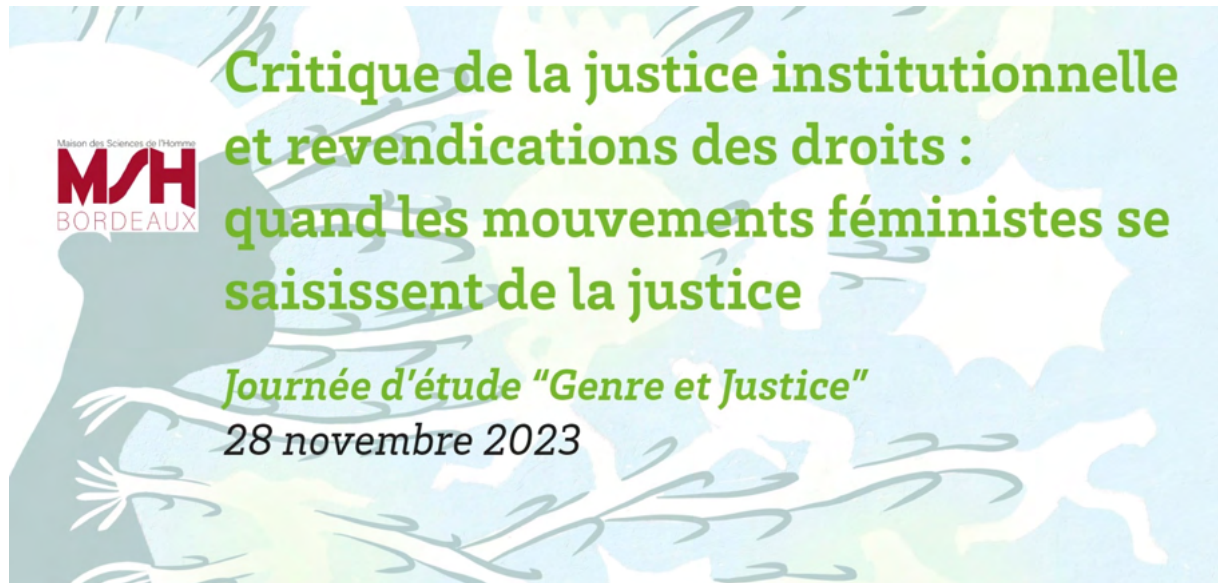 Critique de la justice institutionnelle
et revendications des droits :
quand les mouvements féministes se
saisissent de la justice
Maison des Sciences de l'Homme
MSH
BORDEAUX
Journée d'étude “Genre et Justice”
28 novembre 2023